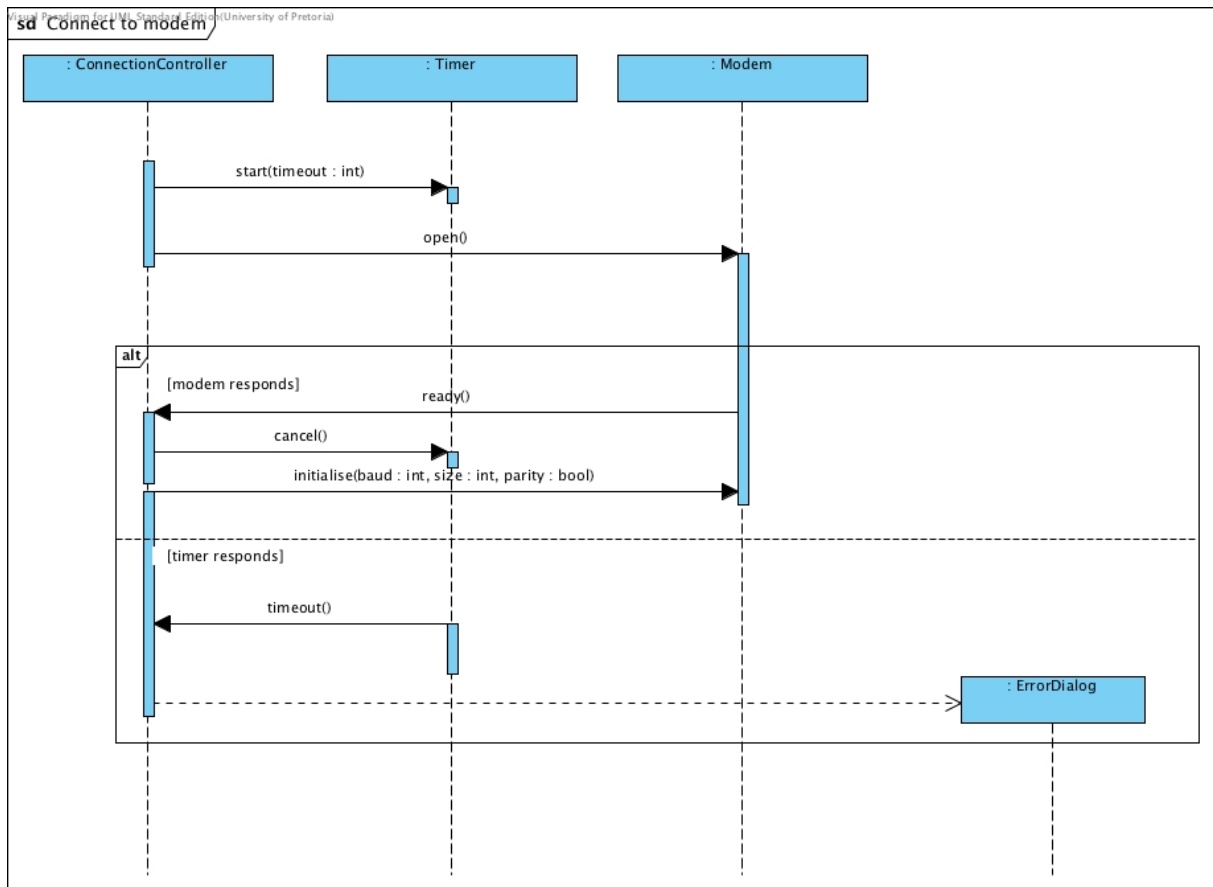 Visual Paradigm for UML Standard Edition(University of Pretoria)
sd Connect to modem
: ConnectionController
: Timer
: Modem
start(timeout : int)
open()
alt
[modem responds]
ready()
cancel()
initialise(baud : int, size : int, parity : bool)
[timer responds]
timeout()
: ErrorDialog